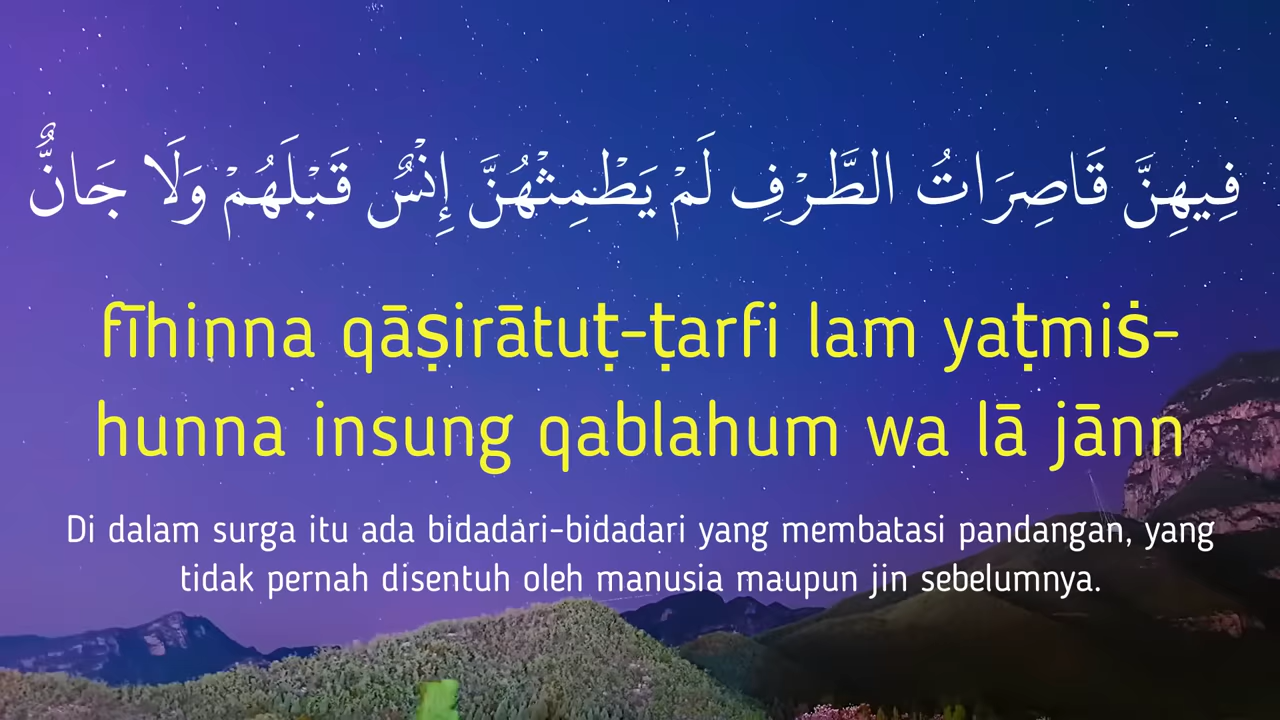 فِيهِنَّ قَاصِرَاتُ الطَّرْفِ لَمْ يَطْمِثْهُنَّ إِنْسٌ قَبْلَهُمْ وَلَا جَانٌّ
fīhinna qāṣirātuṭ-ṭarfi lam yaṭmiṡ-
hunna insung qablahum wa lā jānn
Di dalam surga itu ada bidadari-bidadari yang membatasi pandangan, yang
tidak pernah disentuh oleh manusia maupun jin sebelumnya.